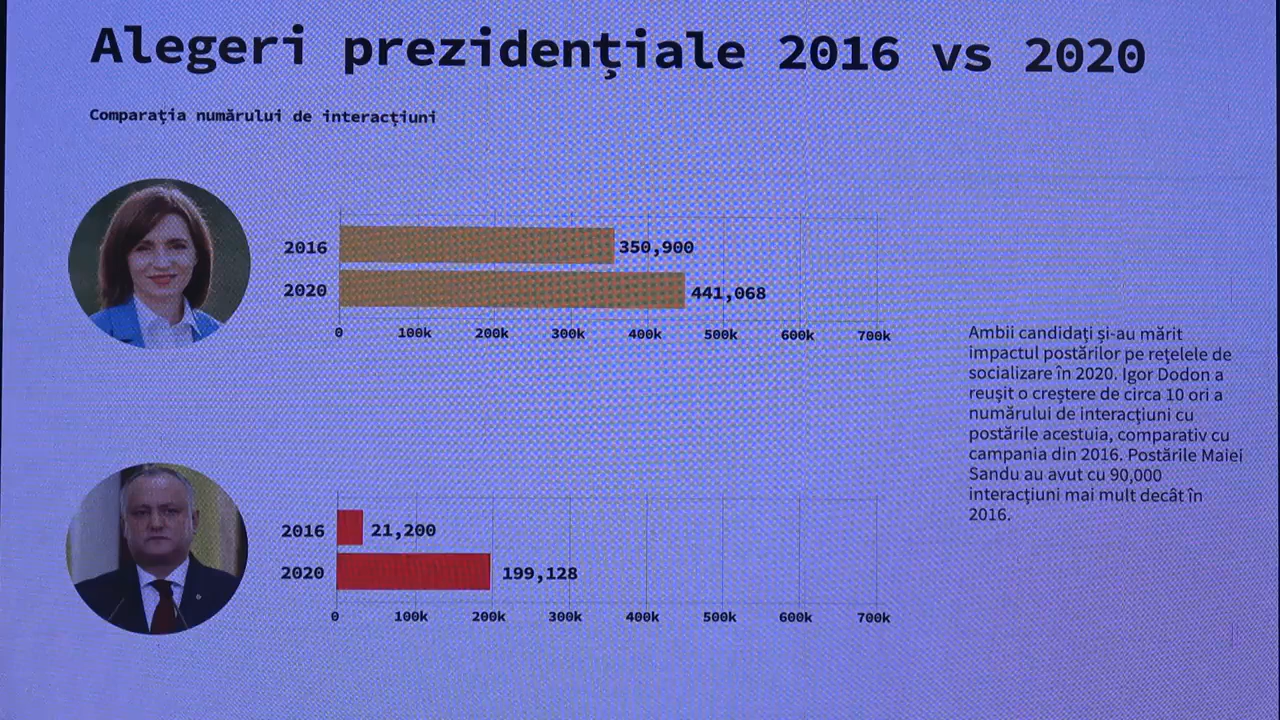 Alegeri prezidențiale 2016 vs 2020
Comparația numărului de interacțiuni
2016 350,900
2020 441,068
0 100k 200k 300k 400k 500k 600k 700k
Ambii candidați și-au mărit
impactul postărilor pe rețelele de
socializare în 2020. Igor Dodon a
reușit o creștere de circa 10 ori a
numărului de interacțiuni cu
postările acestuia, comparativ cu
campania din 2016. Postările Maiei
Sandu au avut cu 90,000
interacțiuni mai mult decât în
2016.
2016 21,200
2020 199,128
0 100k 200k 300k 400k 500k 600k 700k